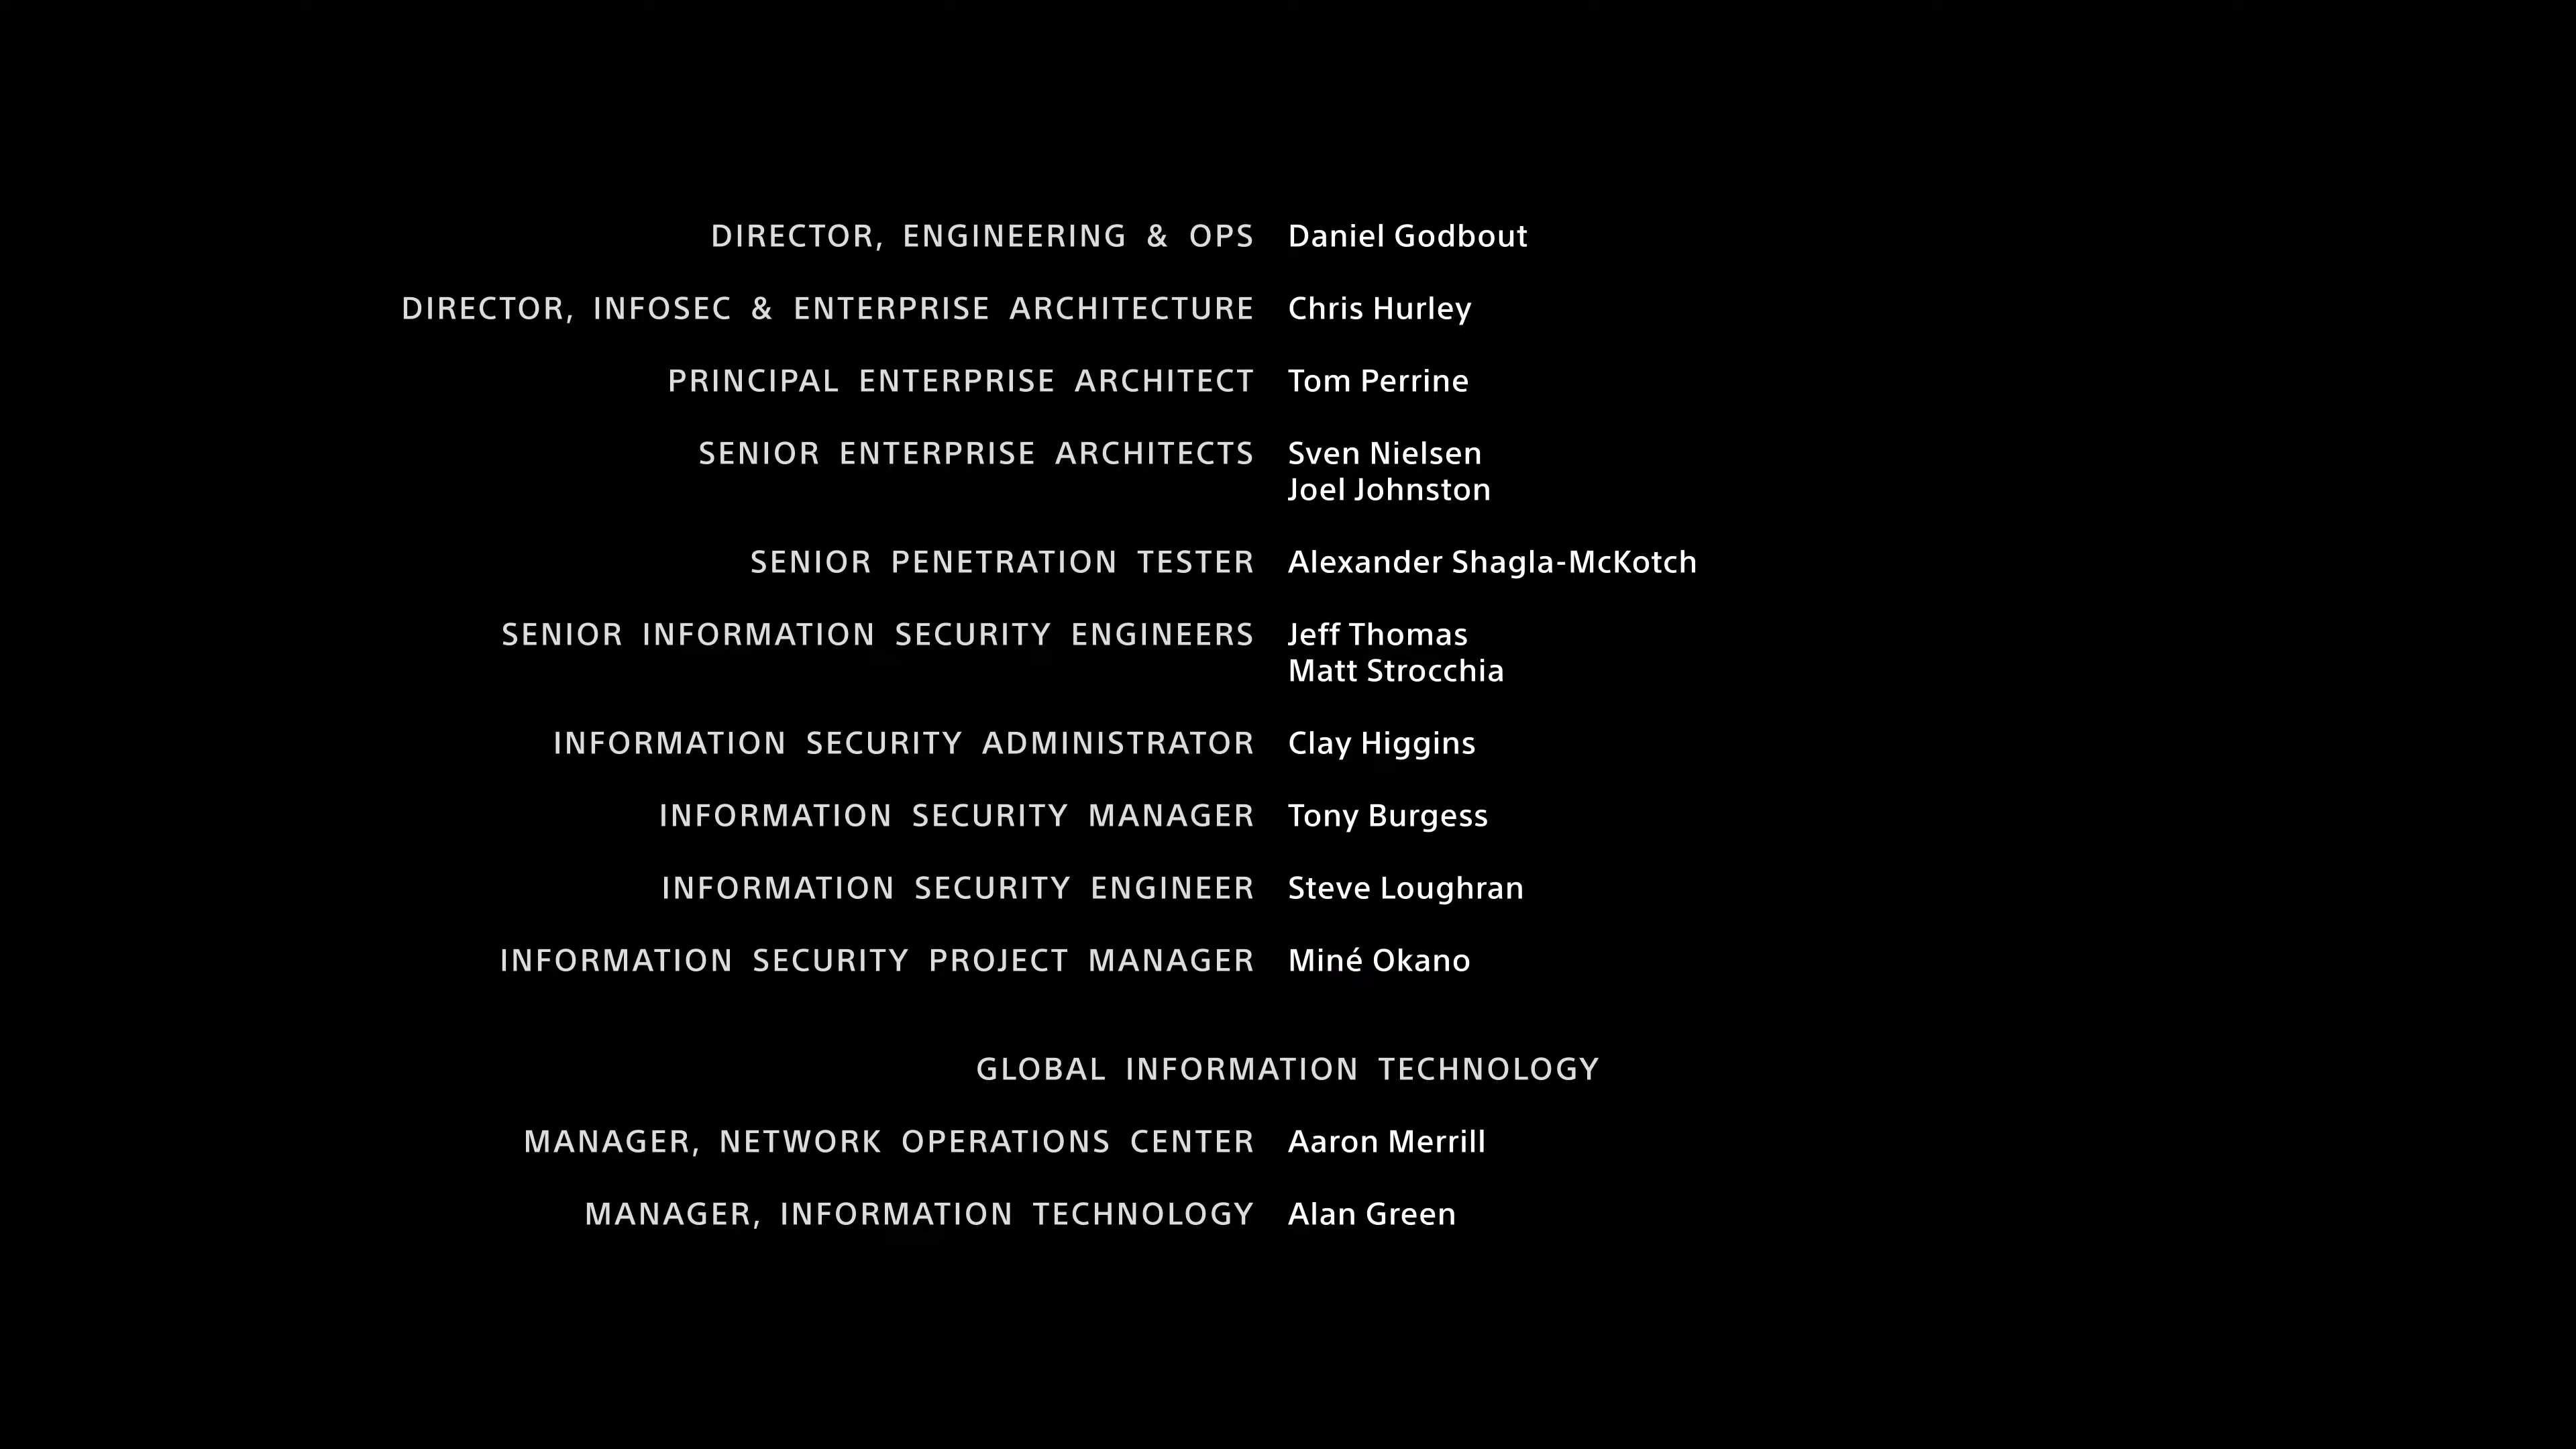 DIRECTOR, ENGINEERING & OPS Daniel Godbout
DIRECTOR, INFOSEC & ENTERPRISE ARCHITECTURE Chris Hurley
PRINCIPAL ENTERPRISE ARCHITECT Tom Perrine
SENIOR ENTERPRISE ARCHITECTS Sven Nielsen
Joel Johnston
SENIOR PENETRATION TESTER Alexander Shagla-McKotch
SENIOR INFORMATION SECURITY ENGINEERS Jeff Thomas
Matt Strocchia
INFORMATION SECURITY ADMINISTRATOR Clay Higgins
INFORMATION SECURITY MANAGER Tony Burgess
INFORMATION SECURITY ENGINEER Steve Loughran
INFORMATION SECURITY PROJECT MANAGER Miné Okano
GLOBAL INFORMATION TECHNOLOGY
MANAGER, NETWORK OPERATIONS CENTER Aaron Merrill
MANAGER, INFORMATION TECHNOLOGY Alan Green